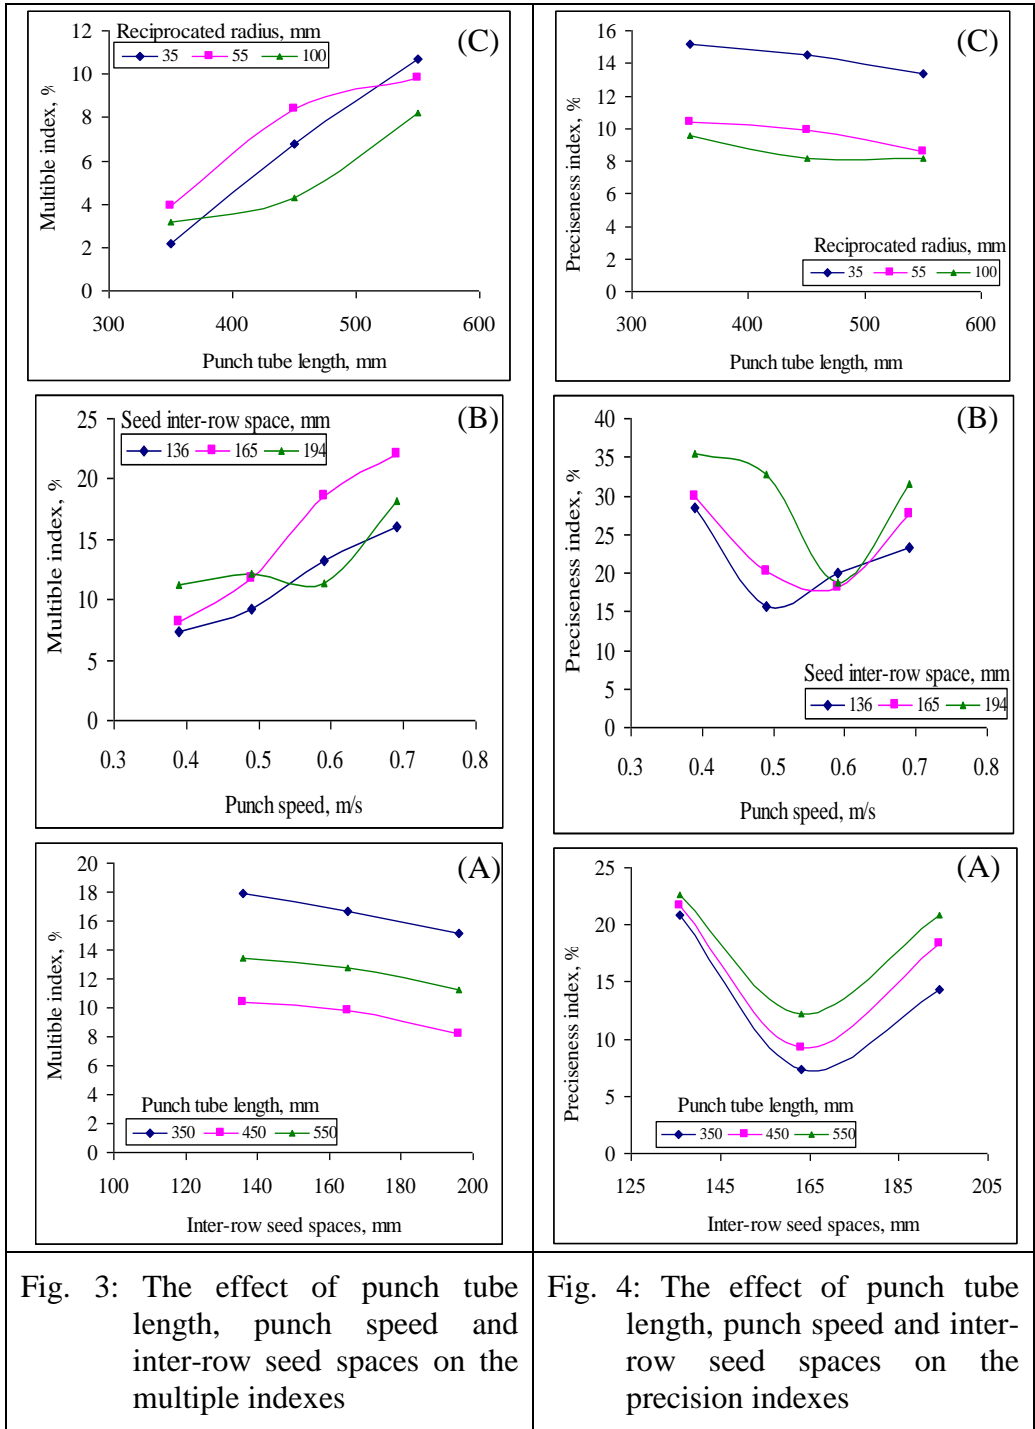 (C)
Reciprocated radius, mm
35 55 100
Multible index, %
12
10
8
6
4
2
0
300 400 500 600
Punch tube length, mm
(B)
Seed inter-row space, mm
136 165 194
Multible index, %
25
20
15
10
5
0
0.3 0.4 0.5 0.6 0.7 0.8
Punch speed, m/s
(A)
Multible index, %
20
18
16
14
12
10
8
6
4
2
0
Punch tube length, mm
350 450 550
100 120 140 160 180 200
Inter-row seed spaces, mm
Fig. 3: The effect of punch tube
length, punch speed and
inter-row seed spaces on the
multiple indexes
(C)
Preciseness index, %
16
14
12
10
8
6
4
2
0
Reciprocated radius, mm
35 55 100
300 400 500 600
Punch tube length, mm
(B)
Preciseness index, %
40
35
30
25
20
15
10
5
0
Seed inter-row space, mm
136 165 194
0.3 0.4 0.5 0.6 0.7 0.8
Punch speed, m/s
(A)
Preciseness index, %
25
20
15
10
5
0
Punch tube length, mm
350 450 550
125 145 165 185 205
Inter-row seed spaces, mm
Fig. 4: The effect of punch tube
length, punch speed and inter-
row seed spaces on the
precision indexes